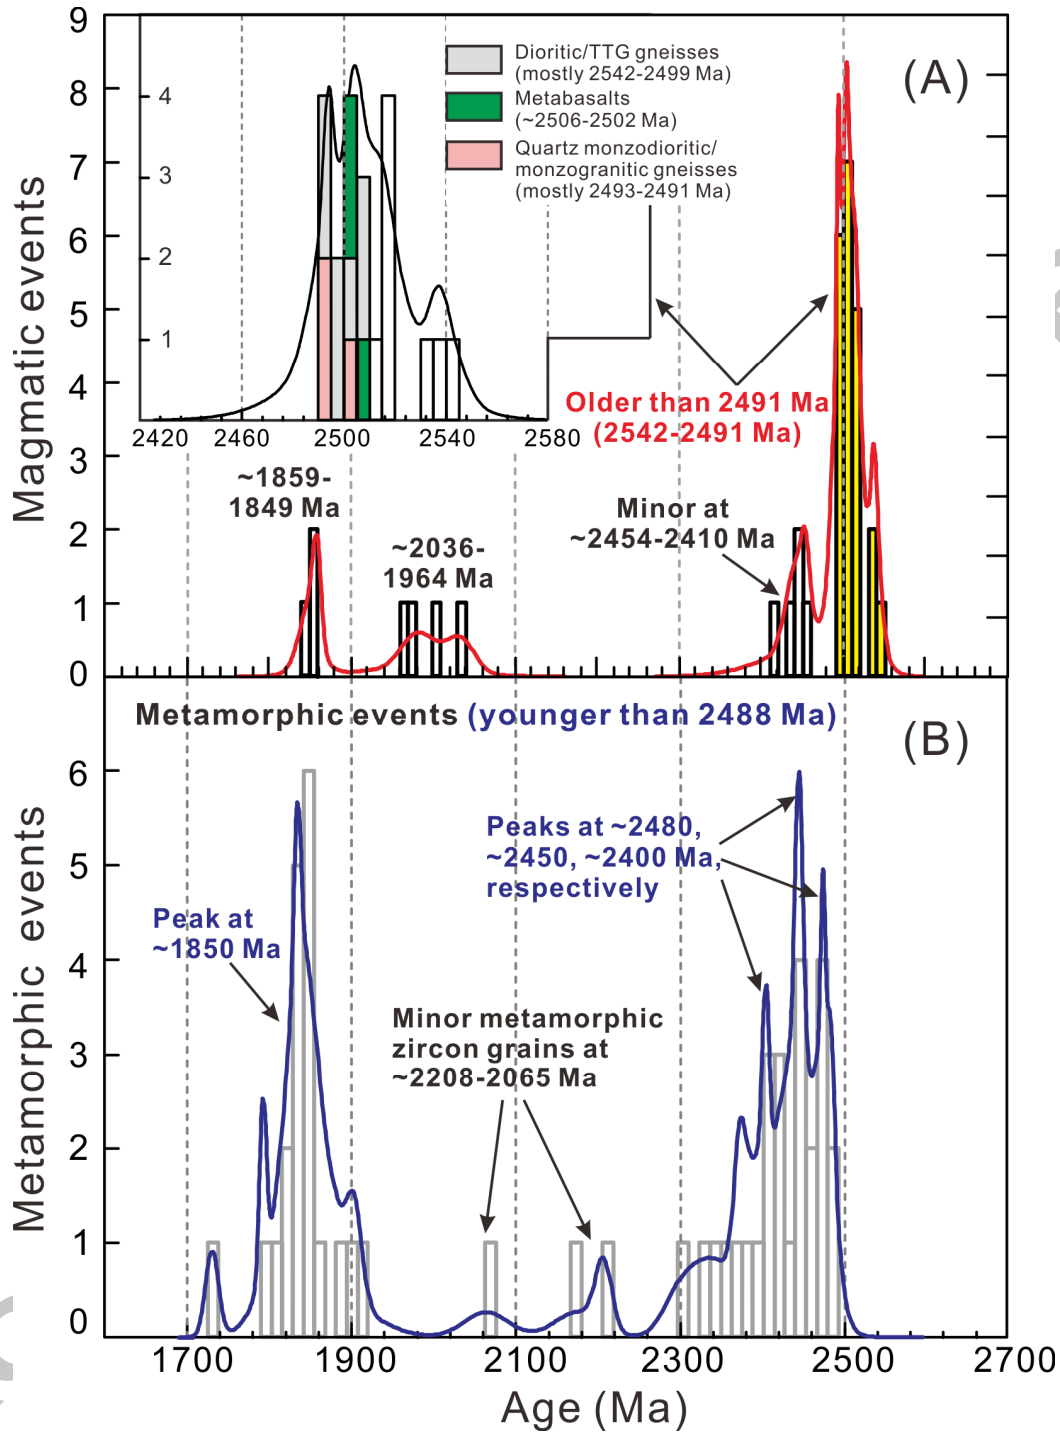 (A)
Dioritic/TTG gneisses
(mostly 2542-2499 Ma)
Metabasalts
(~2506-2502 Ma)
Quartz monzodioritic/
monzogranitic gneisses
(mostly 2493-2491 Ma)
9
8
7
6
5
4
3
2
1
0
Magmatic events
4
3
2
1
2420 2460 2500 2540 2580
Older than 2491 Ma
(2542-2491 Ma)
~1859-
1849 Ma
~2036-
1964 Ma
Minor at
~2454-2410 Ma
Metamorphic events (younger than 2488 Ma)
(B)
6
5
4
3
2
1
0
Metamorphic events
Peaks at ~2480,
~2450, ~2400 Ma,
respectively
Peak at
~1850 Ma
Minor metamorphic
zircon grains at
~2208-2065 Ma
1700 1900 2100 2300 2500 2700
Age (Ma)